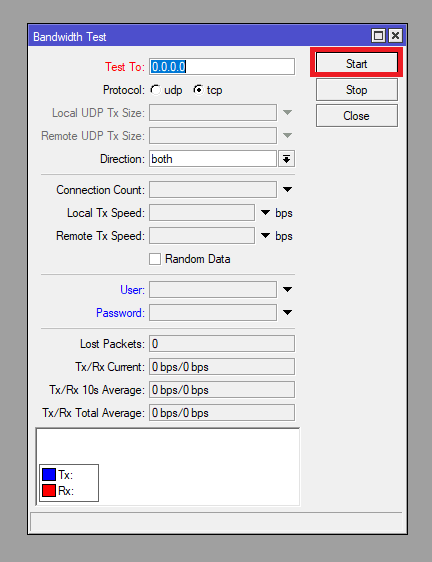 Bandwidth Test
Test To: 0.0.0.0 Start
Protocol: udp tcp Stop
Local UDP Tx Size: Close
Remote UDP Tx Size:
Direction: both
Connection Count:
Local Tx Speed: bps
Remote Tx Speed: bps
Random Data
User:
Password:
Lost Packets: 0
Tx/Rx Current: 0 bps/0 bps
Tx/Rx 10s Average: 0 bps/0 bps
Tx/Rx Total Average: 0 bps/0 bps
Tx:
Rx: